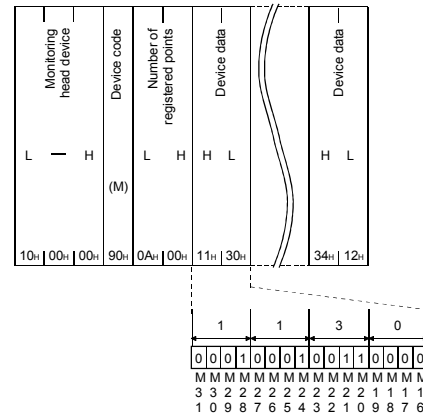 Monitoring
head device
Device code
Number of
registered points
Device data
Device data
L — H
L H
H L
H L
(M)
10H 00H 00H 90H 0AH 00H 11H 30H 34H 12H
1 1 3 0
0 0 0 1 0 0 0 1 0 0 1 1 0 0 0 0
M M M M M M M M M M M M M M M M
3 3 2 2 2 2 2 2 2 2 2 2 1 1 1 1
1 0 9 8 7 6 5 4 3 2 1 0 9 8 7 6